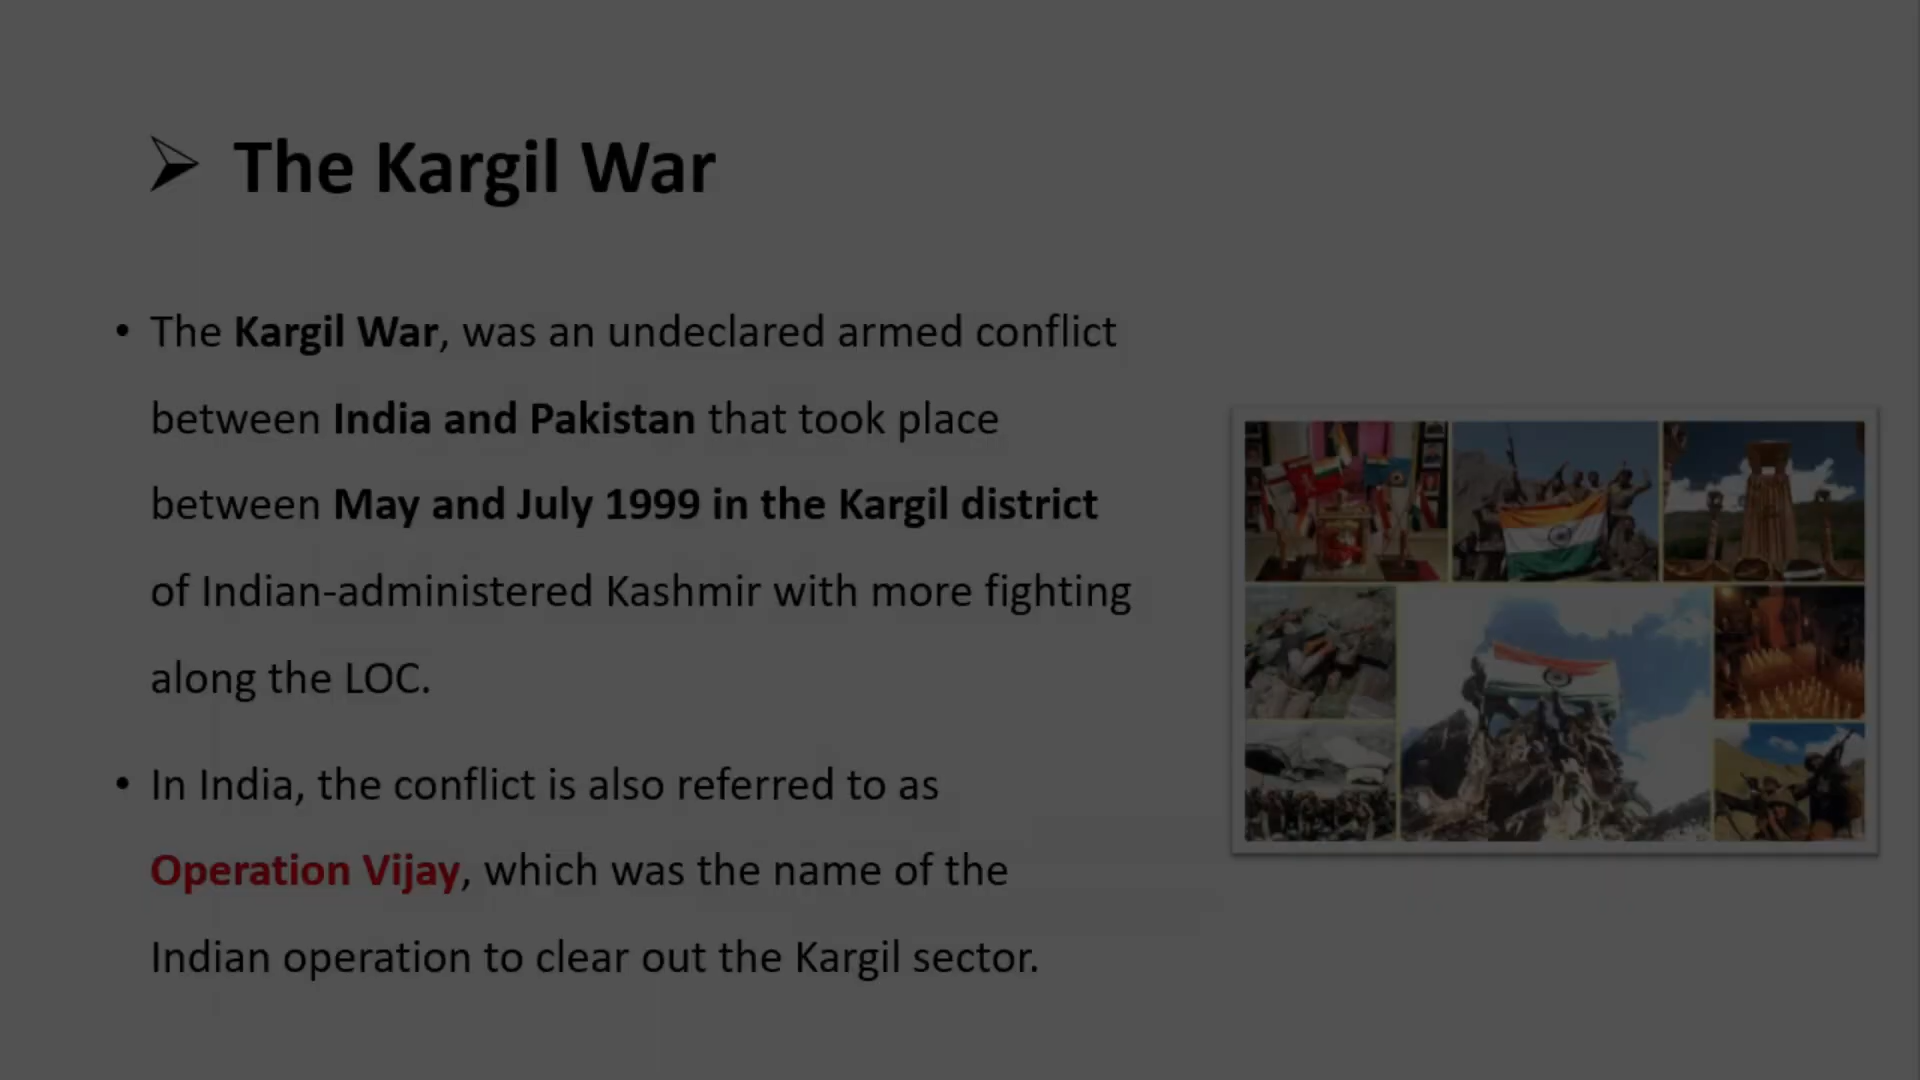 The Kargil War
• The Kargil War, was an undeclared armed conflict
between India and Pakistan that took place
between May and July 1999 in the Kargil district
of Indian-administered Kashmir with more fighting
along the LOC.
• In India, the conflict is also referred to as
Operation Vijay, which was the name of the
Indian operation to clear out the Kargil sector.